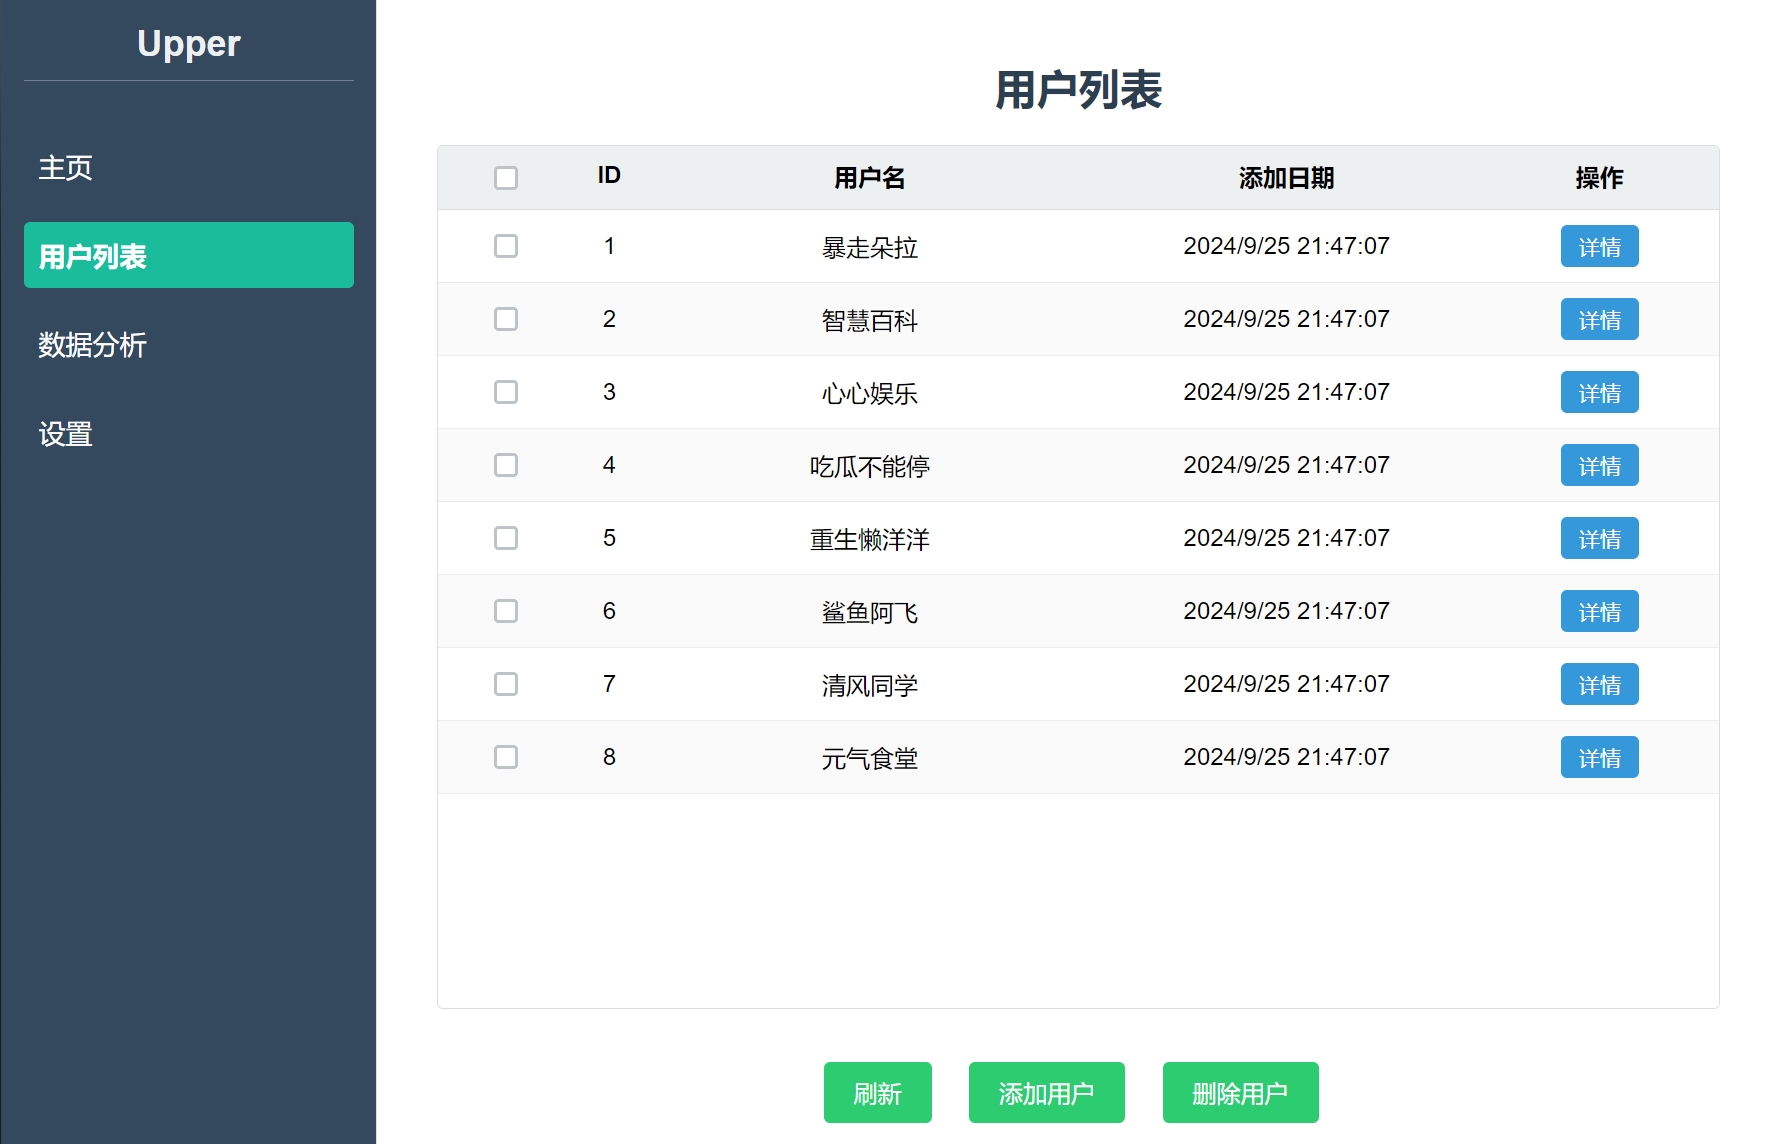 Upper
主页
用户列表
数据分析
设置
用户列表
ID 用户名 添加日期 操作
1 暴走朵拉 2024/9/25 21:47:07 详情
2 智慧百科 2024/9/25 21:47:07 详情
3 心心娱乐 2024/9/25 21:47:07 详情
4 吃瓜不能停 2024/9/25 21:47:07 详情
5 重生懒洋洋 2024/9/25 21:47:07 详情
6 鲨鱼阿飞 2024/9/25 21:47:07 详情
7 清风同学 2024/9/25 21:47:07 详情
8 元气食堂 2024/9/25 21:47:07 详情
刷新 添加用户 删除用户